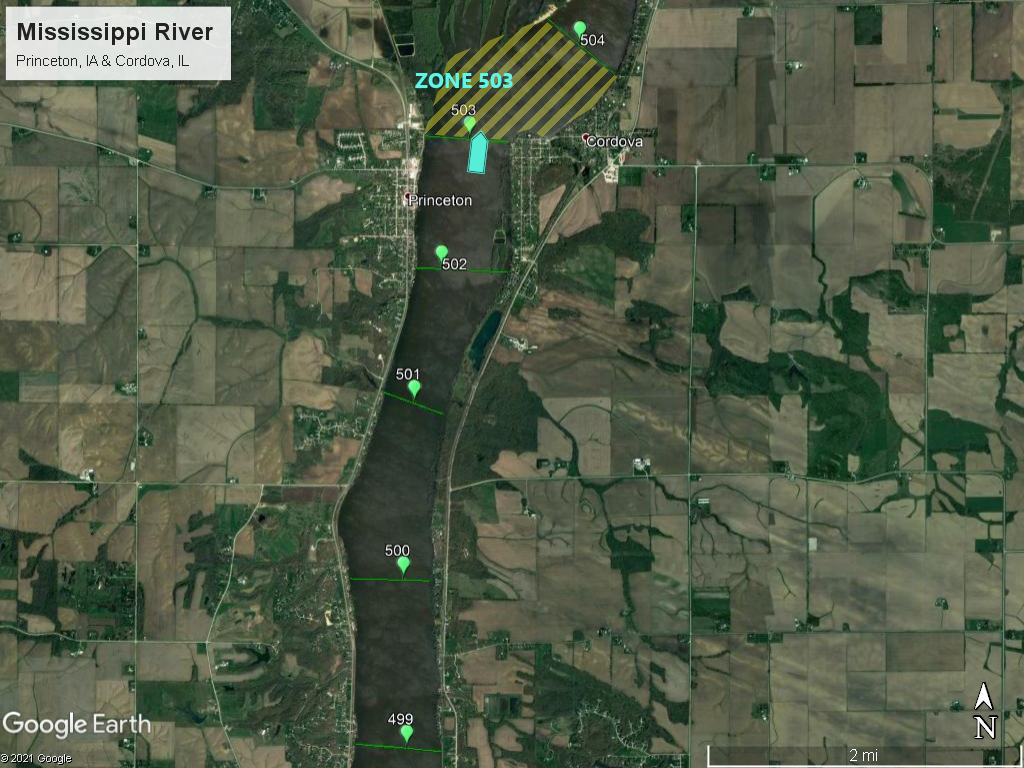 Mississippi River
Princeton, IA & Cordova, IL
504
ZONE 503
503
Cordova
Princeton
502
501
500
499
N
Google Earth
© 2021 Google
2 mi